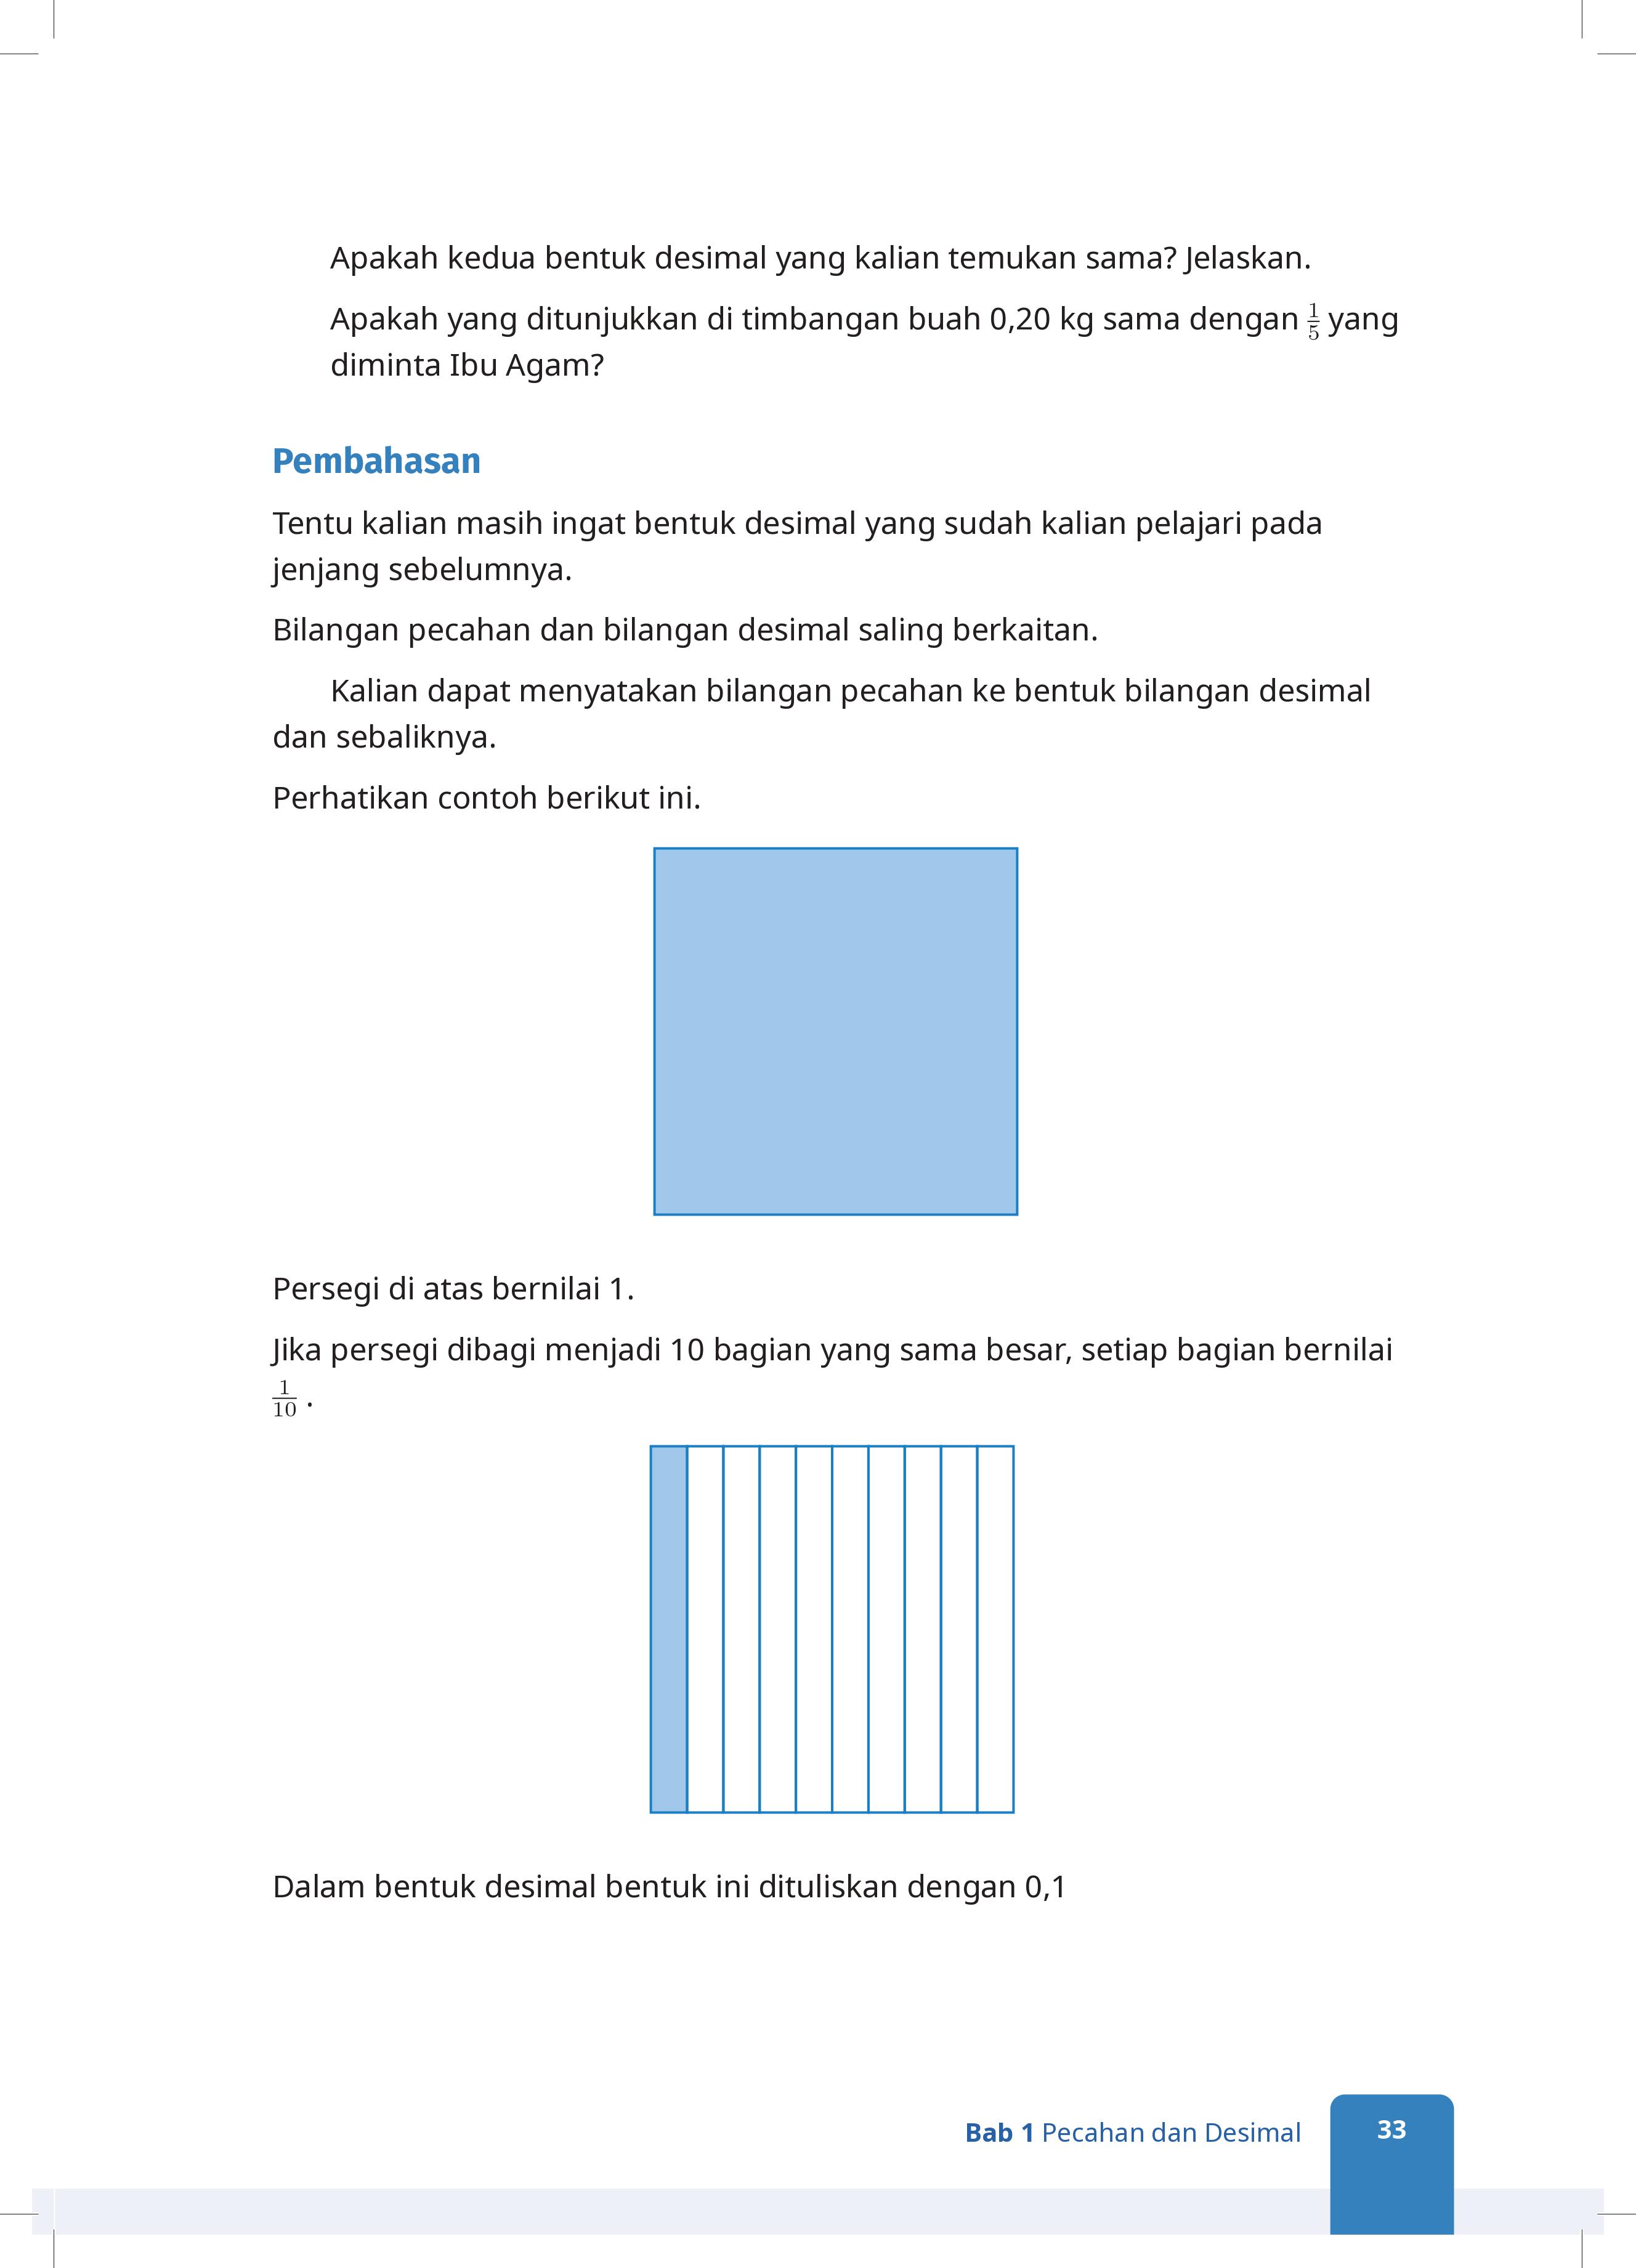 Apakah kedua bentuk desimal yang kalian temukan sama? Jelaskan.
Apakah yang ditunjukkan di timbangan buah 0,20 kg sama dengan 1/5 yang
diminta Ibu Agam?
Pembahasan
Tentu kalian masih ingat bentuk desimal yang sudah kalian pelajari pada
jenjang sebelumnya.
Bilangan pecahan dan bilangan desimal saling berkaitan.
Kalian dapat menyatakan bilangan pecahan ke bentuk bilangan desimal
dan sebaliknya.
Perhatikan contoh berikut ini.
Persegi di atas bernilai 1.
Jika persegi dibagi menjadi 10 bagian yang sama besar, setiap bagian bernilai
1/10 .
Dalam bentuk desimal bentuk ini dituliskan dengan 0,1
Bab 1 Pecahan dan Desimal
33